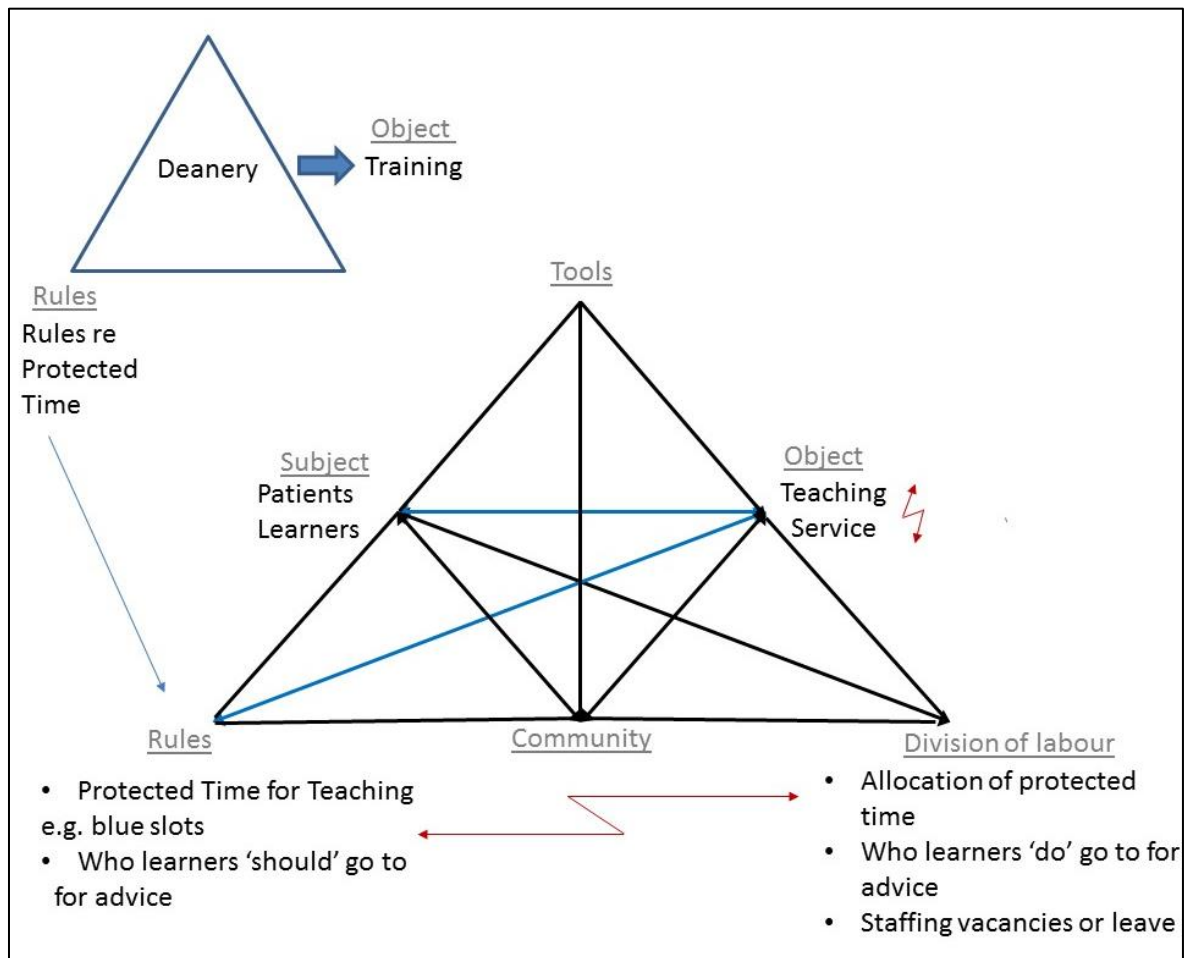 Object
Deanery
Training
Rules
Rules re
Protected
Time
Tools
Subject
Patients
Learners
Object
Teaching
Service
Rules
Community
Division of labour
• Protected Time for Teaching
e.g. blue slots
• Who learners ‘should’ go to
for advice
• Allocation of protected
time
• Who learners ‘do’ go to for
advice
• Staffing vacancies or leave